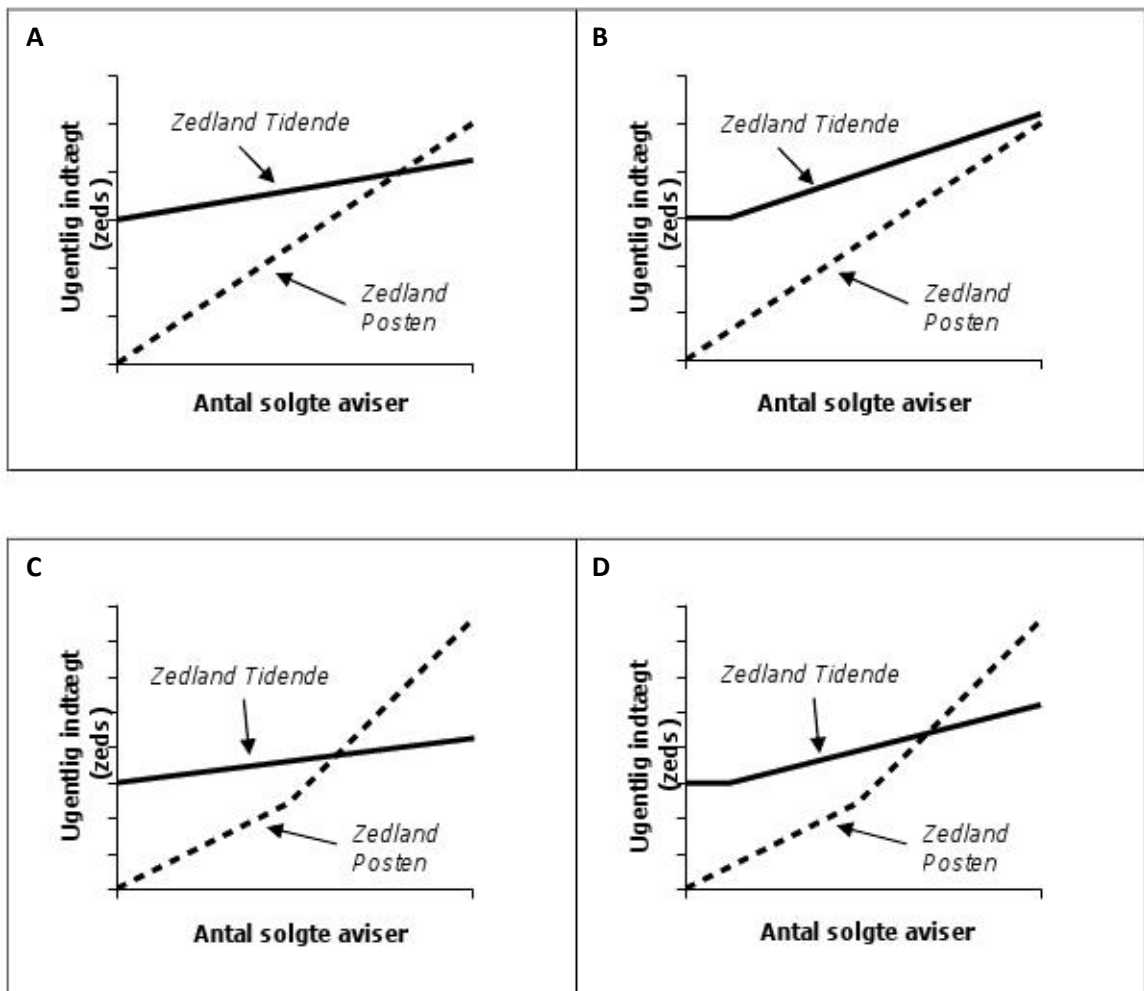 A
Ugentlig indtægt
(zeds)
Zedland Tidende
Zedland
Posten
Antal solgte aviser
B
Ugentlig indtægt
(zeds)
Zedland Tidende
Zedland
Posten
Antal solgte aviser
C
Ugentlig indtægt
(zeds)
Zedland Tidende
Zedland
Posten
Antal solgte aviser
D
Ugentlig indtægt
(zeds)
Zedland Tidende
Zedland
Posten
Antal solgte aviser